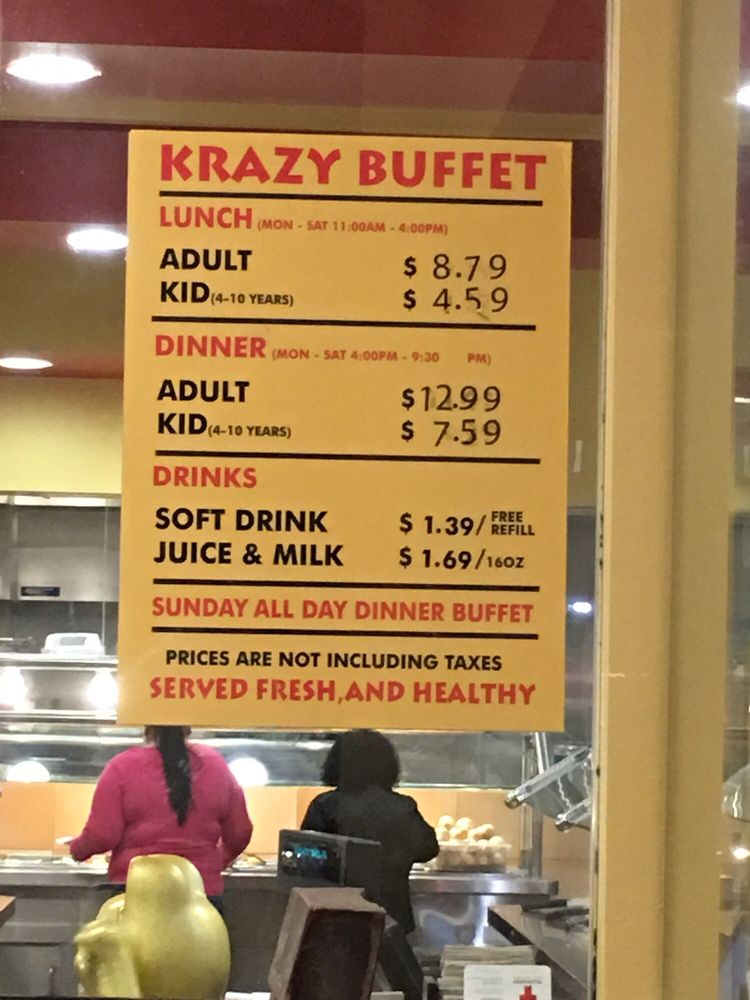 KRAZY BUFFET
LUNCH (MON - SAT 11:00AM - 4:00PM)
ADULT $ 8.79
KID (4-10 YEARS) $ 4.59
DINNER (MON - SAT 4:00PM - 9:30 PM)
ADULT $12.99
KID (4-10 YEARS) $ 7.59
DRINKS
SOFT DRINK $ 1.39/ FREE REFILL
JUICE & MILK $ 1.69/16OZ
SUNDAY ALL DAY DINNER BUFFET
PRICES ARE NOT INCLUDING TAXES
SERVED FRESH,AND HEALTHY